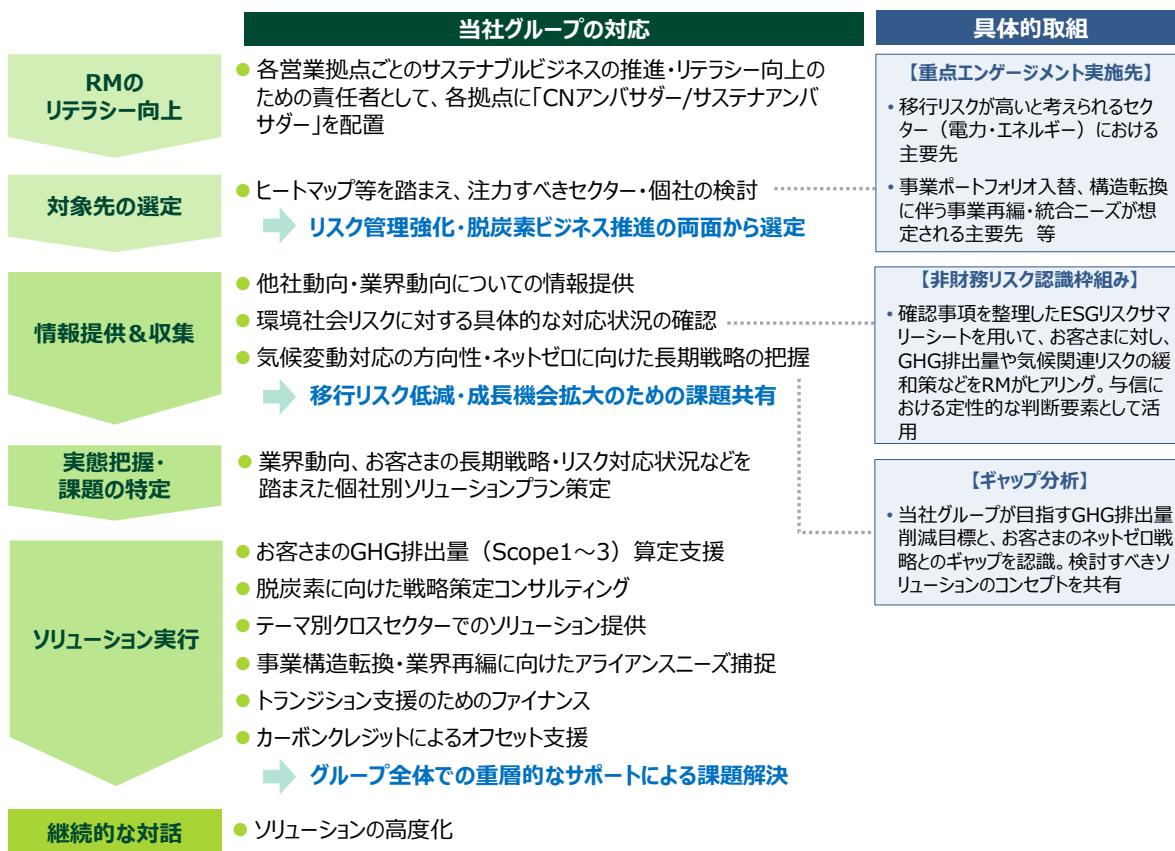 当社グループの対応
具体的取組
RMの
リテラシー向上
● 各営業拠点ごとのサステナブルビジネスの推進・リテラシー向上の
ための責任者として、各拠点に「CNアンバサダー/サステナアンバ
サダー」を配置
対象先の選定
● ヒートマップ等を踏まえ、注力すべきセクター・個社の検討
リスク管理強化・脱炭素ビジネス推進の両面から選定
【重点エンゲージメント実施先】
• 移行リスクが高いと考えられるセク
ター（電力・エネルギー）における
主要先
• 事業ポートフォリオ入替、構造転換
に伴う事業再編・統合ニーズが想
定される主要先 等
情報提供＆収集
● 他社動向・業界動向についての情報提供
● 環境社会リスクに対する具体的な対応状況の確認
● 気候変動対応の方向性・ネットゼロに向けた長期戦略の把握
移行リスク低減・成長機会拡大のための課題共有
【非財務リスク認識枠組み】
• 確認事項を整理したESGリスクサマ
リーシートを用いて、お客さまに対し、
GHG排出量や気候関連リスクの緩
和策などをRMがヒアリング。与信に
おける定性的な判断要素として活
用
実態把握・
課題の特定
● 業界動向、お客さまの長期戦略・リスク対応状況などを
踏まえた個社別ソリューションプラン策定
【ギャップ分析】
• 当社グループが目指すGHG排出量
削減目標と、お客さまのネットゼロ戦
略とのギャップを認識。検討すべきソ
リューションのコンセプトを共有
ソリューション実行
● お客さまのGHG排出量（Scope1～3）算定支援
● 脱炭素に向けた戦略策定コンサルティング
● テーマ別クロスセクターでのソリューション提供
● 事業構造転換・業界再編に向けたアライアンスニーズ捕捉
● トランジション支援のためのファイナンス
● カーボンクレジットによるオフセット支援
グループ全体での重層的なサポートによる課題解決
継続的な対話
● ソリューションの高度化